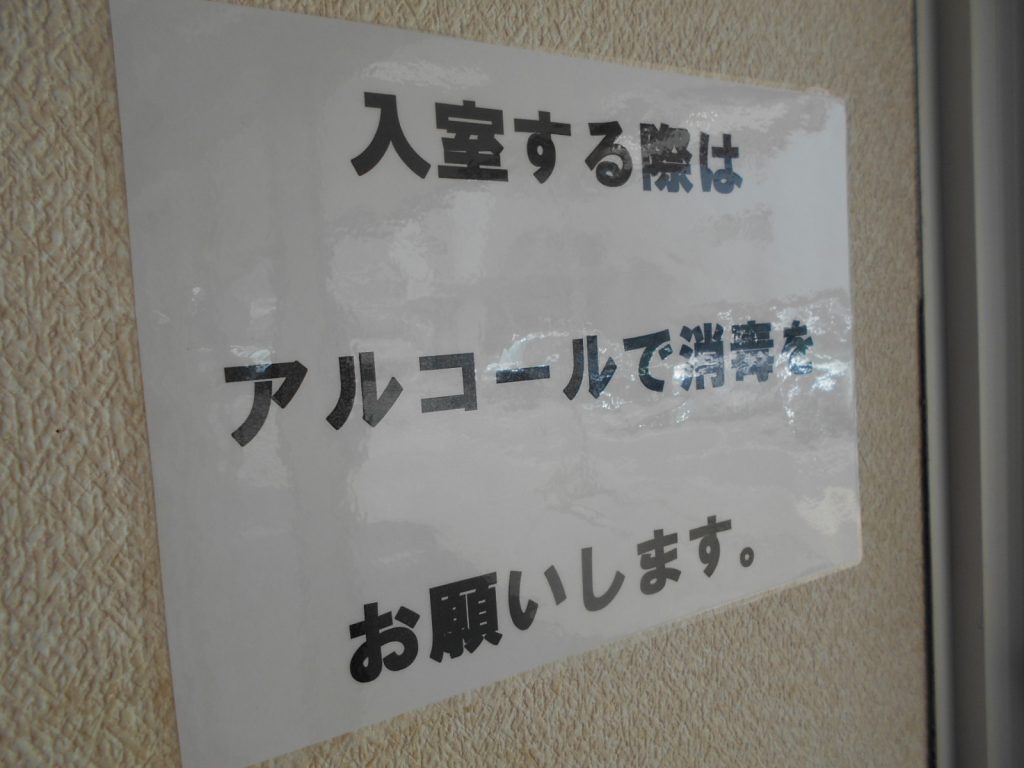 入室する際は
アルコールで消毒を
お願いします。